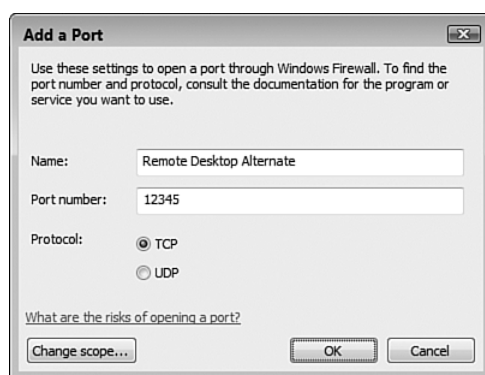 Add a Port
Use these settings to open a port through Windows Firewall. To find the
port number and protocol, consult the documentation for the program or
service you want to use.
Name: Remote Desktop Alternate
Port number: 12345
Protocol: TCP
UDP
What are the risks of opening a port?
Change scope... OK Cancel